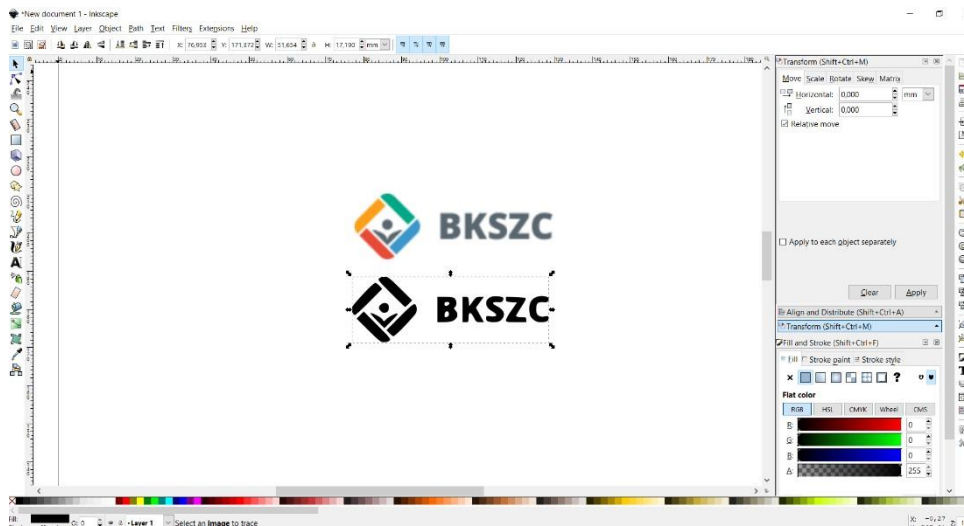 *New document 1 - Inkscape
File Edit View Layer Object Path Text Filters Extensions Help
X: 76,953 Y: 171,372 W: 51,654 H: 17,190 mm
Transform (Shift+Ctrl+M)
Move Scale Rotate Skew Matrix
Horizontal: 0,000 mm
Vertical: 0,000
Relative move
BKSZC
Apply to each object separately
BKSZC
Clear Apply
Align and Distribute (Shift+Ctrl+A)
Transform (Shift+Ctrl+M)
Fill and Stroke (Shift+Ctrl+F)
Fill Stroke paint Stroke style
Flat color
RGB HSL CMYK Wheel CMS
R: 0
G: 0
B: 0
A: 255
Fill: O: 0 Layer 1 Select an image to trace X: -0,27